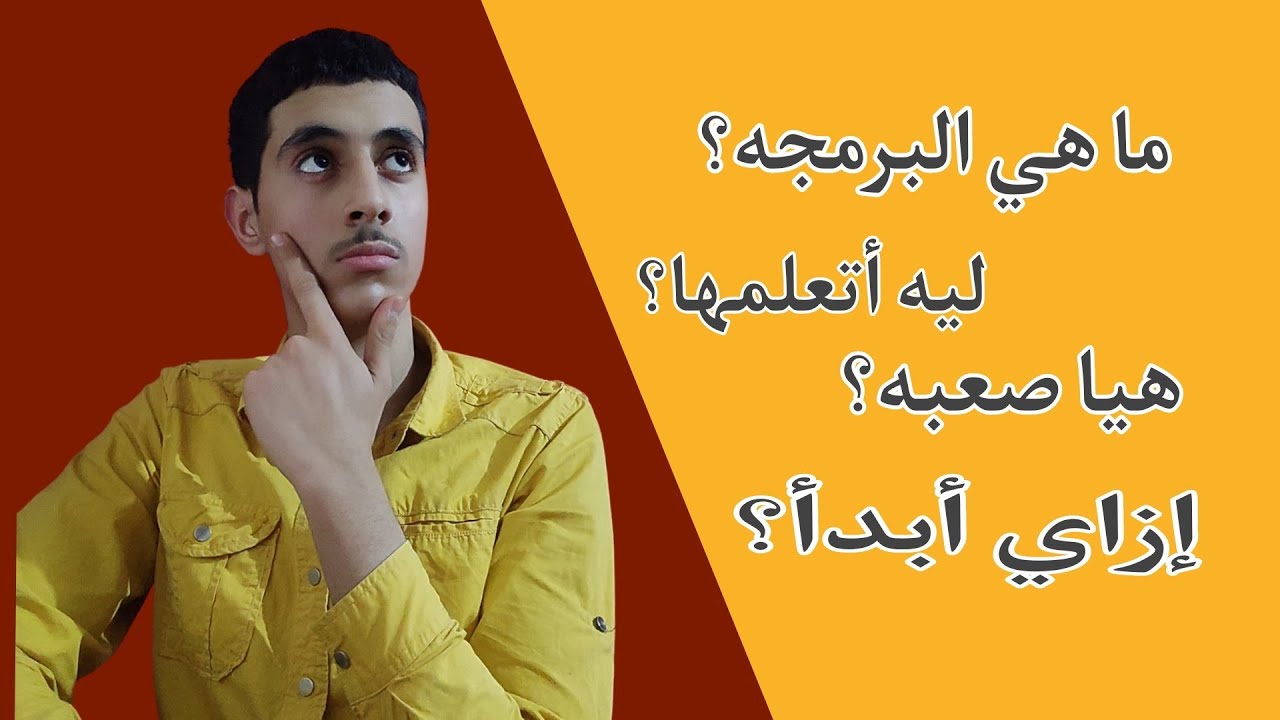 ما هي البرمجه؟
ليه أتعلمها؟
هيا صعبه؟
إزاي أبدأ؟